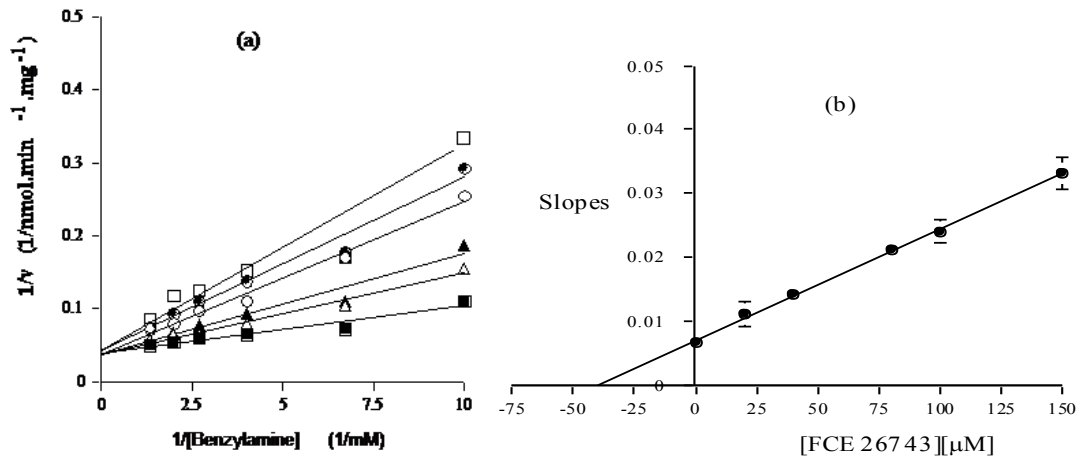 0.5
0.4
0.3
0.2
0.1
0
(a)
1/v (1/nmol.min⁻¹.mg⁻¹)
0 2.5 5 7.5 10
1/[Benzylamine] (1/mM)
0.05
0.04
0.03
0.02
0.01
0
(b)
Slopes
-75 -50 -25 0 25 50 75 100 125 150
[FCE 26743][µM]